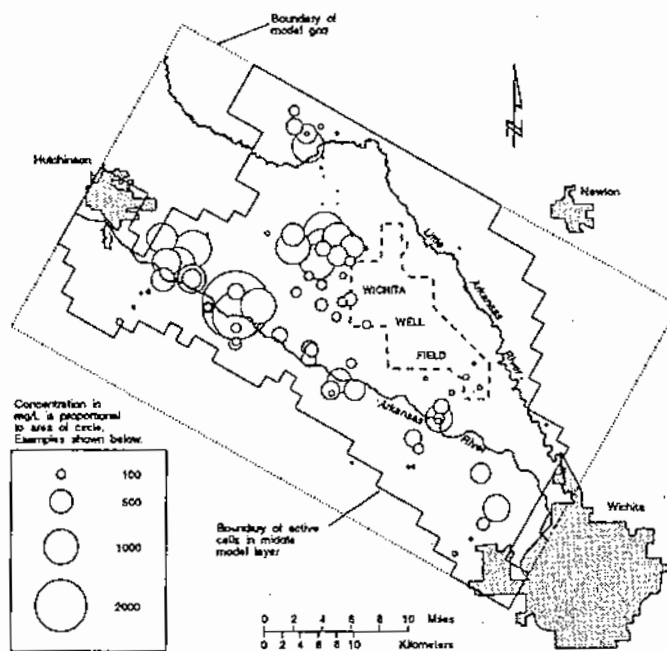 Boundary of
model grid
Hutchinson
Newton
N
Little
Arkansas
River
WICHITA
WELL
FIELD
Concentration in
mg/L is proportional
to area of circle.
Examples shown below.
100
500
1000
2000
Arkansas
River
Boundary of active
cells in middle
model layer
Wichita
0 2 4 6 8 10 Miles
0 2 4 6 8 10 Kilometers